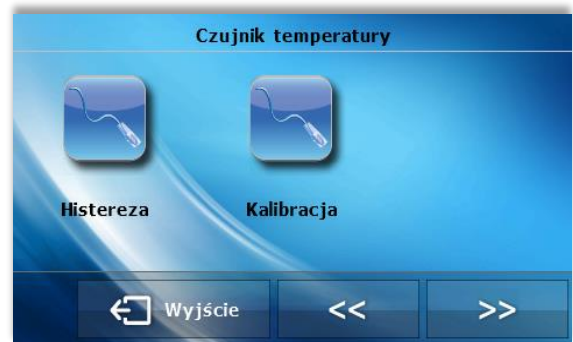 Czujnik temperatury
Histereza Kalibracja
Wyjście << >>